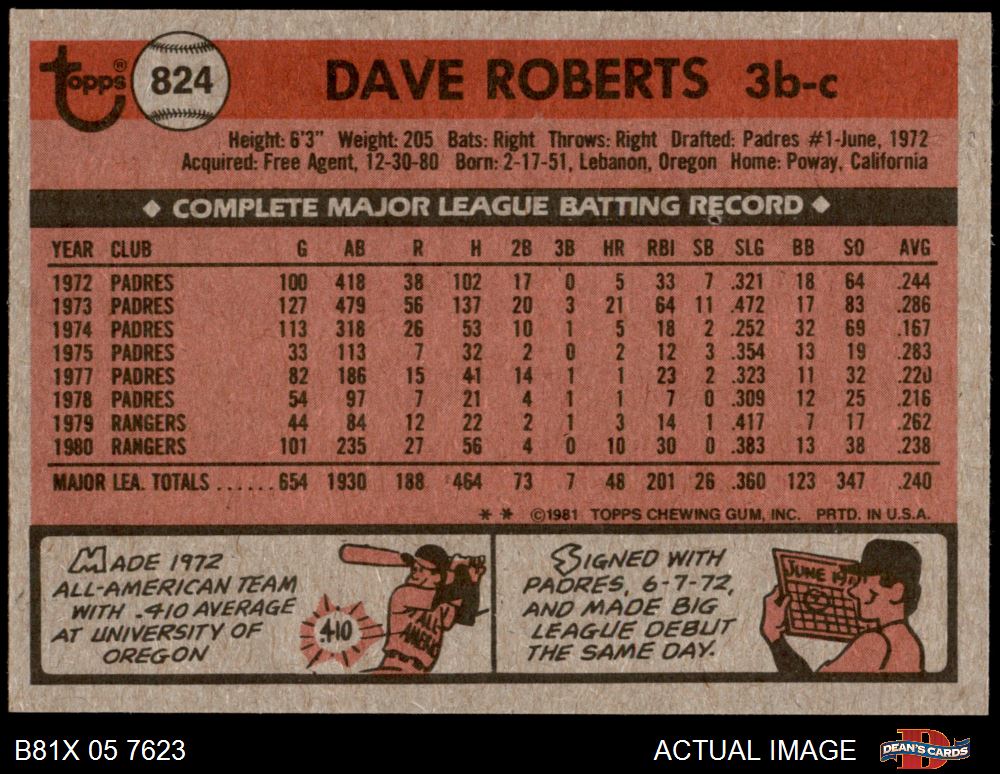 Topps® 824 DAVE ROBERTS 3b-c
Height: 6'3" Weight: 205 Bats: Right Throws: Right Drafted: Padres #1-June, 1972
Acquired: Free Agent, 12-30-80 Born: 2-17-51, Lebanon, Oregon Home: Poway, California
◆ COMPLETE MAJOR LEAGUE BATTING RECORD ◆
YEAR CLUB G AB R H 2B 3B HR RBI SB SLG BB SO AVG
1972 PADRES 100 418 38 102 17 0 5 33 7 .321 18 64 .244
1973 PADRES 127 479 56 137 20 3 21 64 11 .472 17 83 .286
1974 PADRES 113 318 26 53 10 1 5 18 2 .252 32 69 .167
1975 PADRES 33 113 7 32 2 0 2 12 3 .354 13 19 .283
1977 PADRES 82 186 15 41 14 1 1 23 2 .323 11 32 .220
1978 PADRES 54 97 7 21 4 1 1 7 0 .309 12 25 .216
1979 RANGERS 44 84 12 22 2 1 3 14 1 .417 7 17 .262
1980 RANGERS 101 235 27 56 4 0 10 30 0 .383 13 38 .238
MAJOR LEA. TOTALS ...... 654 1930 188 464 73 7 48 201 26 .360 123 347 .240
* * ©1981 TOPPS CHEWING GUM, INC. PRTD. IN U.S.A.
MADE 1972
ALL-AMERICAN TEAM
WITH .410 AVERAGE
AT UNIVERSITY OF
OREGON
410
ALL
SIGNED WITH
PADRES, 6-7-72,
AND MADE BIG
LEAGUE DEBUT
THE SAME DAY.
JUNE
B81X 05 7623 ACTUAL IMAGE DEAN'S CARDS